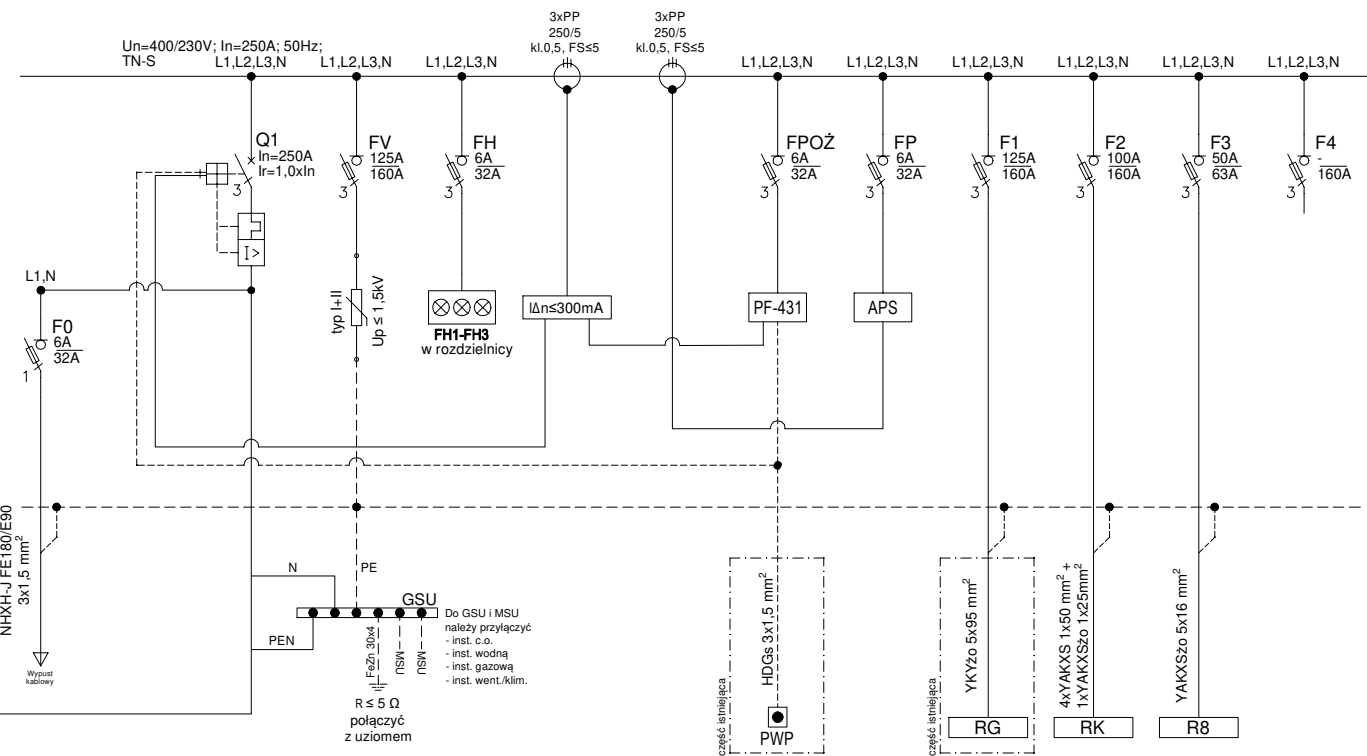 Un=400/230V; In=250A; 50Hz;
TN-S
L1,L2,L3,N
L1,L2,L3,N
L1,L2,L3,N
3xPP
250/5
kl.0,5, FS≤5
3xPP
250/5
kl.0,5, FS≤5
L1,L2,L3,N
L1,L2,L3,N
L1,L2,L3,N
L1,L2,L3,N
L1,L2,L3,N
L1,L2,L3,N
Q1
In=250A
Ir=1,0xIn
3
I>
FV
125A
160A
3
FH
6A
32A
3
FPOŻ
6A
32A
3
FP
6A
32A
3
F1
125A
160A
3
F2
100A
160A
3
F3
50A
63A
3
F4
-
160A
3
L1,N
F0
6A
32A
1
typ I+II
Up ≤ 1,5kV
FH1-FH3
w rozdzielnicy
IΔn≤300mA
PF-431
APS
NHXH-J FE180/E90
3x1,5 mm²
Wypust
kablowy
N
PE
PEN
GSU
FeZn 30x4
MSU
MSU
R ≤ 5 Ω
połączyć
z uziomem
Do GSU i MSU
należy przyłączyć
- inst. c.o.
- inst. wodną
- inst. gazową
- inst. went./klim.
część istniejąca
HDGs 3x1,5 mm²
PWP
część istniejąca
YKYżo 5x95 mm²
RG
4xYAKXS 1x50 mm² +
1xYAKXSżo 1x25mm²
RK
YAKXSżo 5x16 mm²
R8